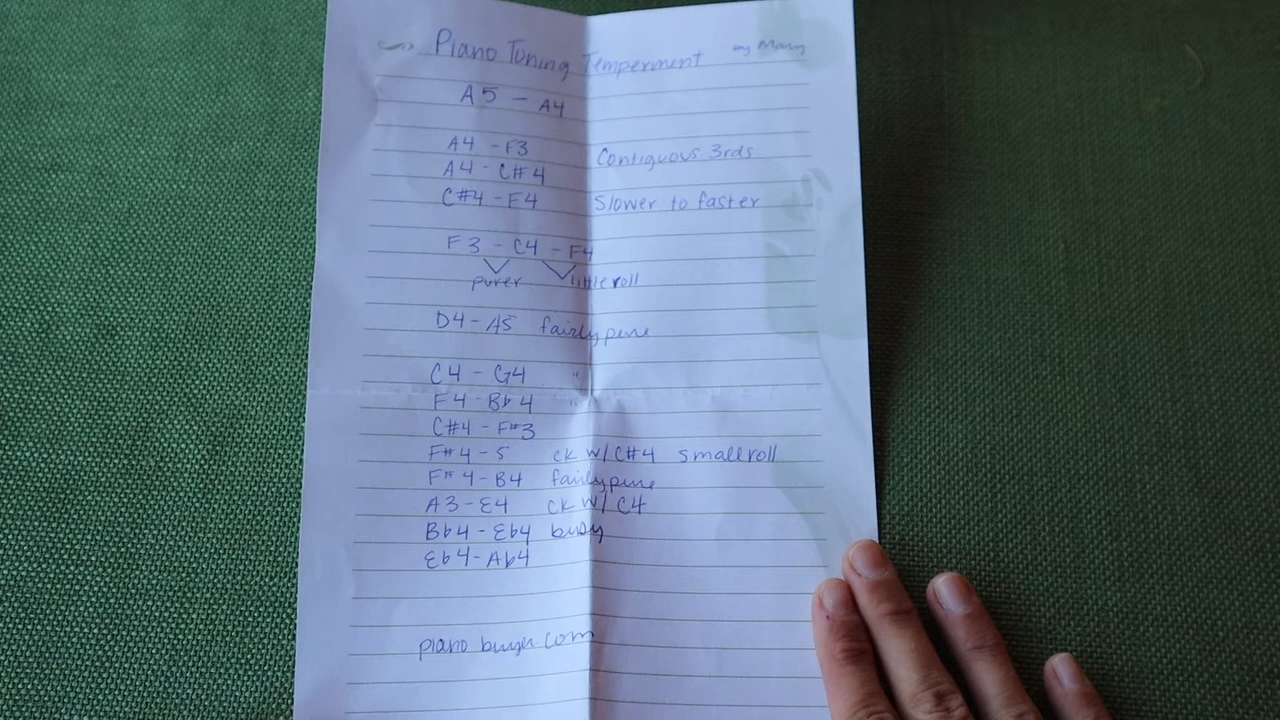 Piano Tuning Temperment by Mary
A5 - A4
A4 - F3
A4 - C#4 Contiguous 3rds
C#4 - F4 Slower to faster
F3 - C4 - F4
purer little roll
D4 - A5 fairly pure
C4 - G4 "
F4 - Bb4 "
C#4 - F#3
F#4 - 5 ck w/ C#4 small roll
F#4 - B4 fairly pure
A3 - E4 ck w/ C4
Bb4 - Eb4 busy
Eb4 - Ab4
piano buyer com